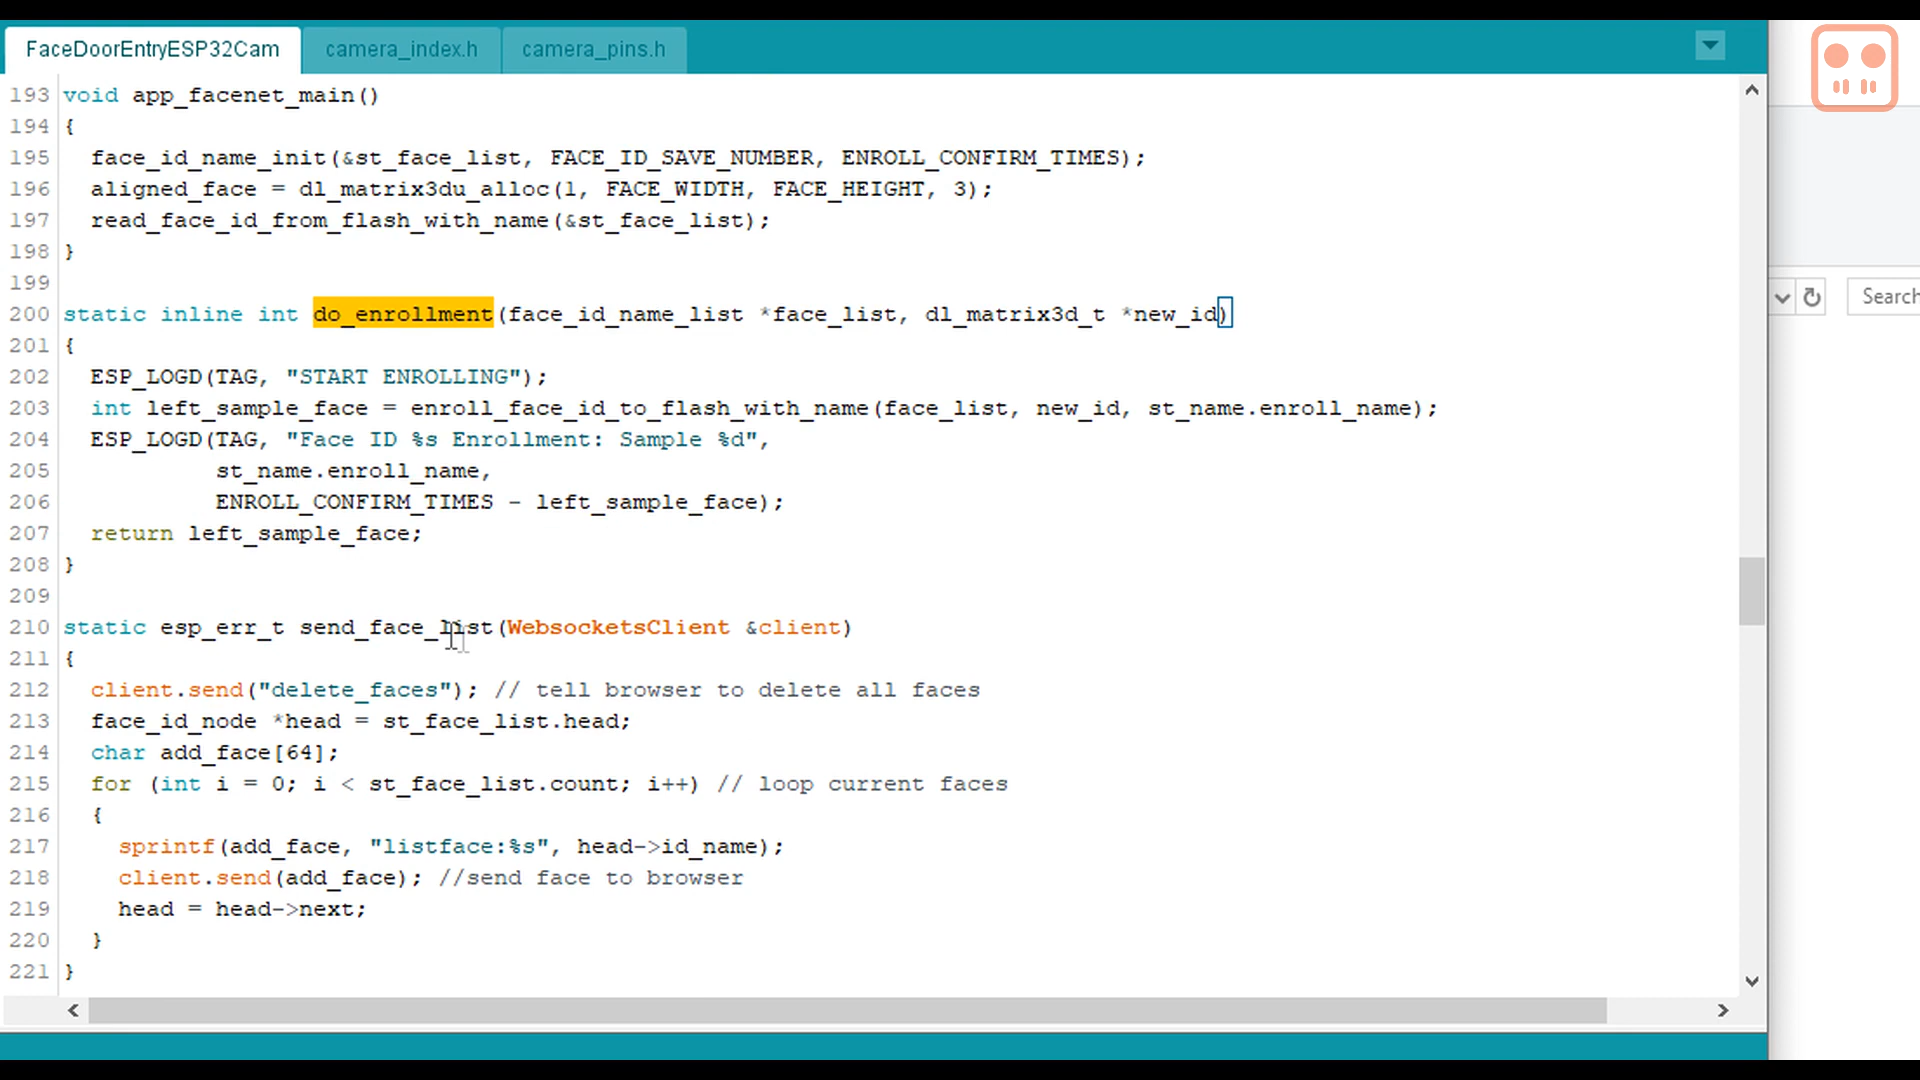 FaceDoorEntryESP32Cam camera_index.h camera_pins.h
193 void app_facenet_main()
194 {
195   face_id_name_init(&st_face_list, FACE_ID_SAVE_NUMBER, ENROLL_CONFIRM_TIMES);
196   aligned_face = dl_matrix3du_alloc(1, FACE_WIDTH, FACE_HEIGHT, 3);
197   read_face_id_from_flash_with_name(&st_face_list);
198 }
199
200 static inline int do_enrollment(face_id_name_list *face_list, dl_matrix3d_t *new_id)
201 {
202   ESP_LOGD(TAG, "START ENROLLING");
203   int left_sample_face = enroll_face_id_to_flash_with_name(face_list, new_id, st_name.enroll_name);
204   ESP_LOGD(TAG, "Face ID %s Enrollment: Sample %d",
205            st_name.enroll_name,
206            ENROLL_CONFIRM_TIMES - left_sample_face);
207   return left_sample_face;
208 }
209
210 static esp_err_t send_face_list(WebsocketsClient &client)
211 {
212   client.send("delete_faces"); // tell browser to delete all faces
213   face_id_node *head = st_face_list.head;
214   char add_face[64];
215   for (int i = 0; i < st_face_list.count; i++) // loop current faces
216   {
217     sprintf(add_face, "listface:%s", head->id_name);
218     client.send(add_face); //send face to browser
219     head = head->next;
220   }
221 }
Search